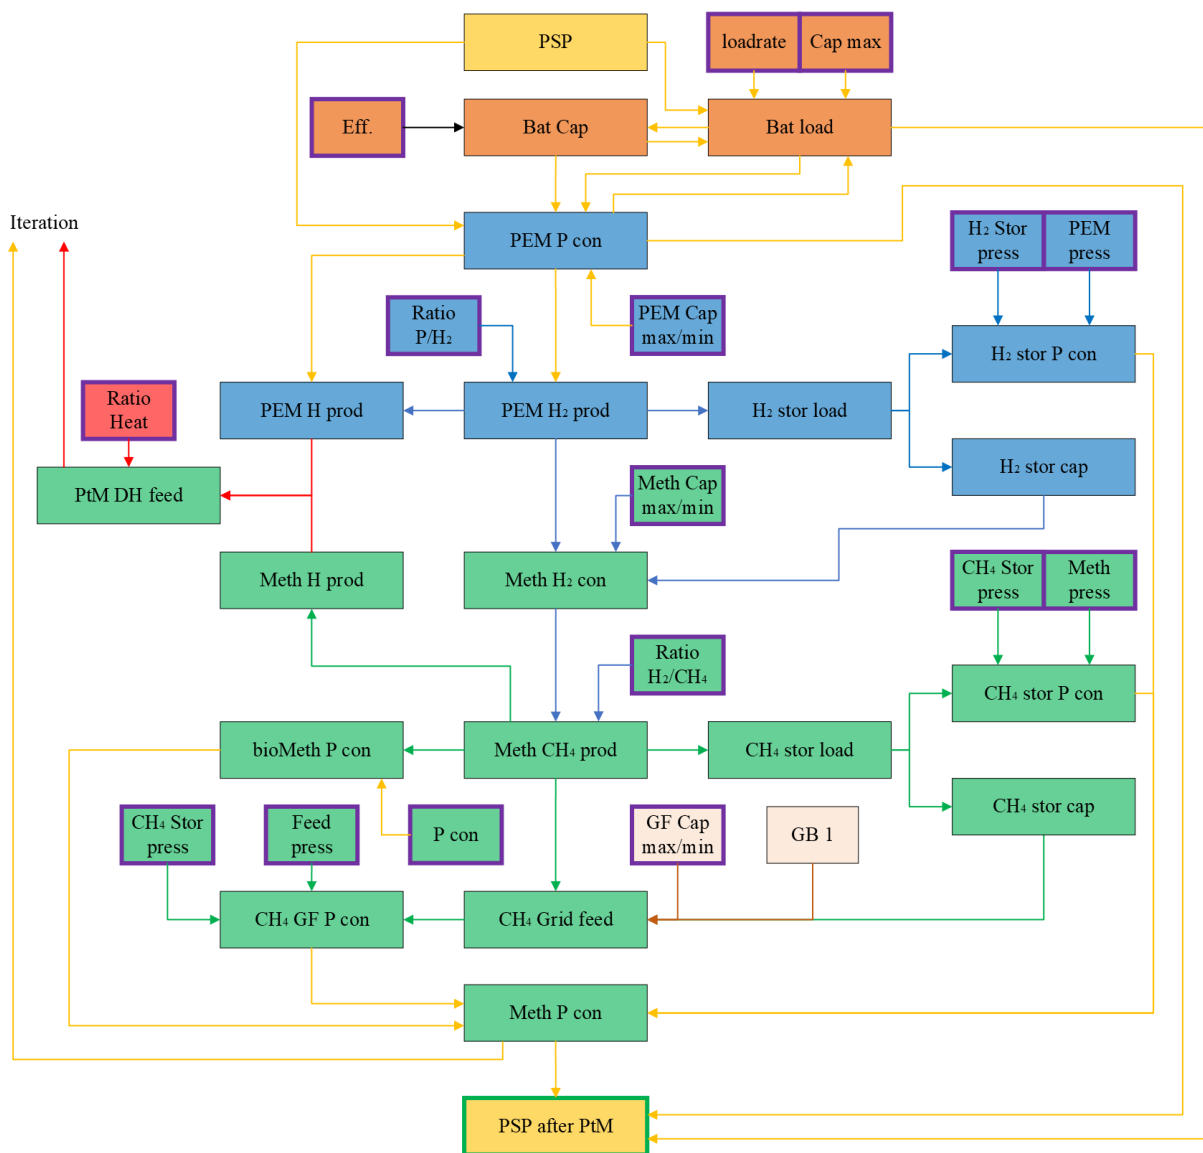 PSP
loadrate
Cap max
Eff.
Bat Cap
Bat load
Iteration
PEM P con
H₂ Stor
press
PEM
press
Ratio
P/H₂
PEM Cap
max/min
H₂ stor P con
Ratio
Heat
PEM H prod
PEM H₂ prod
H₂ stor load
PtM DH feed
Meth Cap
max/min
H₂ stor cap
Meth H prod
Meth H₂ con
CH₄ Stor
press
Meth
press
Ratio
H₂/CH₄
CH₄ stor P con
bioMeth P con
Meth CH₄ prod
CH₄ stor load
CH₄ Stor
press
Feed
press
P con
GF Cap
max/min
GB 1
CH₄ stor cap
CH₄ GF P con
CH₄ Grid feed
Meth P con
PSP after PtM